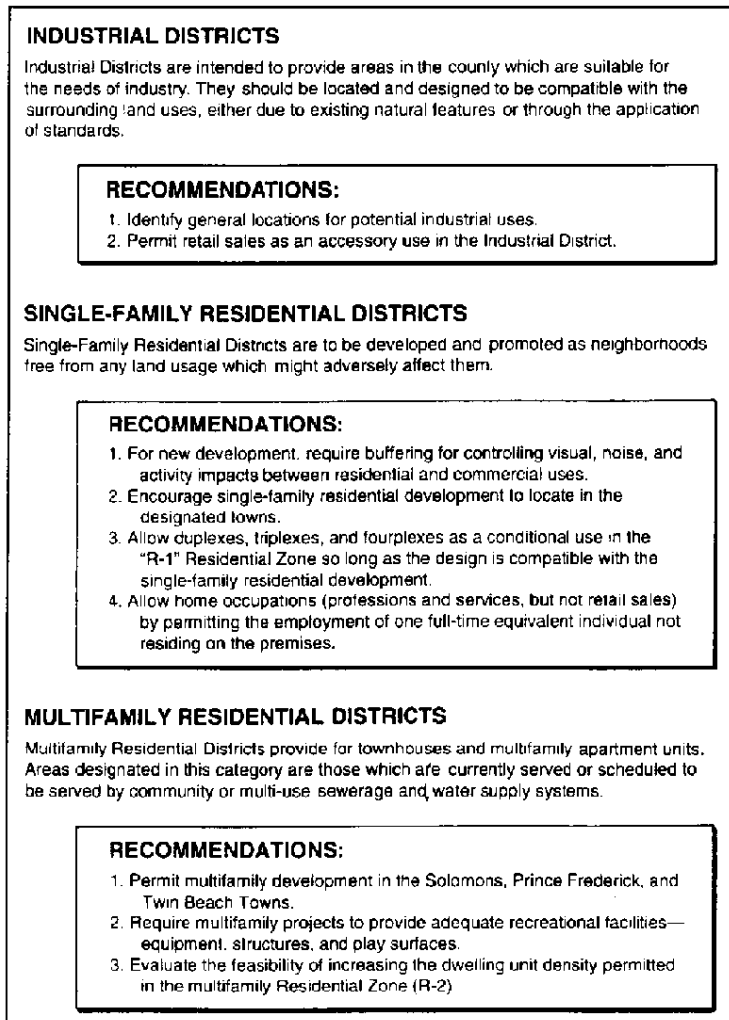 INDUSTRIAL DISTRICTS
Industrial Districts are intended to provide areas in the county which are suitable for
the needs of industry. They should be located and designed to be compatible with the
surrounding land uses, either due to existing natural features or through the application
of standards.
RECOMMENDATIONS:
1. Identify general locations for potential industrial uses.
2. Permit retail sales as an accessory use in the Industrial District.
SINGLE-FAMILY RESIDENTIAL DISTRICTS
Single-Family Residential Districts are to be developed and promoted as neighborhoods
free from any land usage which might adversely affect them.
RECOMMENDATIONS:
1. For new development, require buffering for controlling visual, noise, and
activity impacts between residential and commercial uses.
2. Encourage single-family residential development to locate in the
designated towns.
3. Allow duplexes, triplexes, and fourplexes as a conditional use in the
"R-1" Residential Zone so long as the design is compatible with the
single-family residential development.
4. Allow home occupations (professions and services, but not retail sales)
by permitting the employment of one full-time equivalent individual not
residing on the premises.
MULTIFAMILY RESIDENTIAL DISTRICTS
Multifamily Residential Districts provide for townhouses and multifamily apartment units.
Areas designated in this category are those which are currently served or scheduled to
be served by community or multi-use sewerage and water supply systems.
RECOMMENDATIONS:
1. Permit multifamily development in the Solomons, Prince Frederick, and
Twin Beach Towns.
2. Require multifamily projects to provide adequate recreational facilities—
equipment, structures, and play surfaces.
3. Evaluate the feasibility of increasing the dwelling unit density permitted
in the multifamily Residential Zone (R-2)